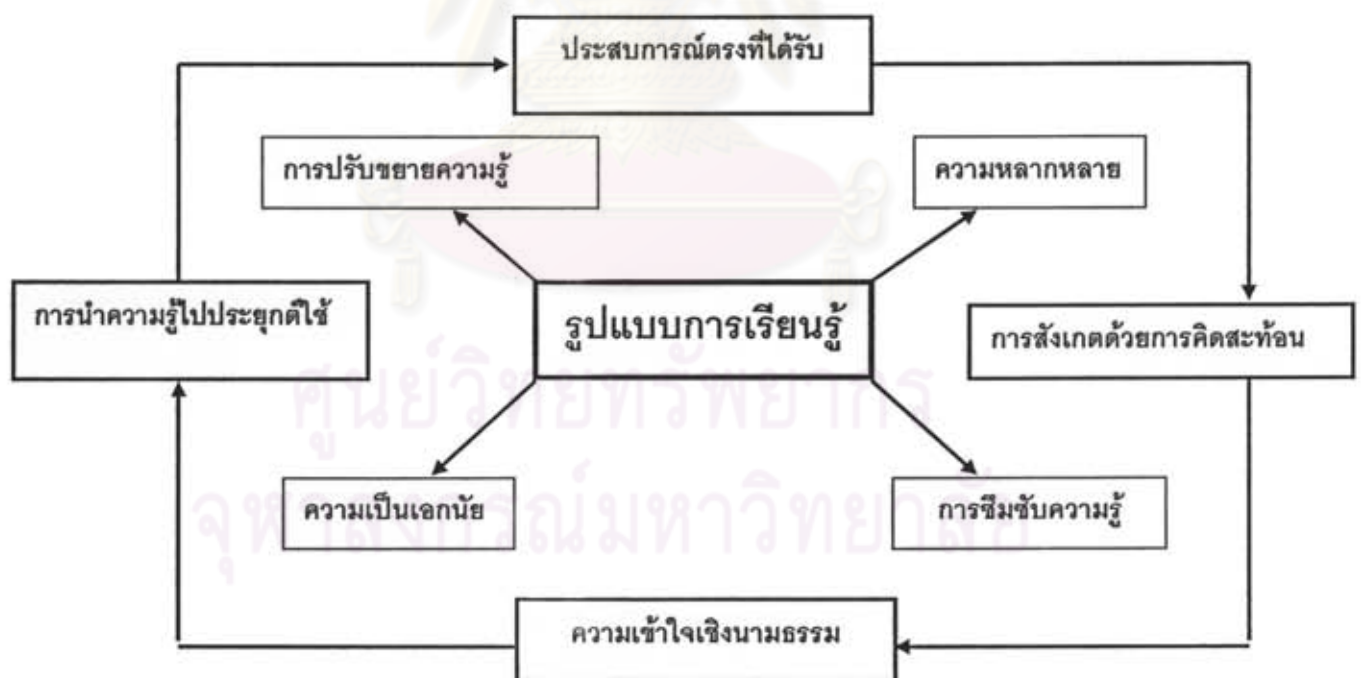 ประสบการณ์ตรงที่ได้รับ
การปรับขยายความรู้
ความหลากหลาย
การนำความรู้ไปประยุกต์ใช้
รูปแบบการเรียนรู้
การสังเกตด้วยการคิดสะท้อน
ศูนย์วิทยทรัพยากร
ความเป็นเอกนัย
การซึมซับความรู้
จุฬาลงกรณ์มหาวิทยาลัย
ความเข้าใจเชิงนามธรรม